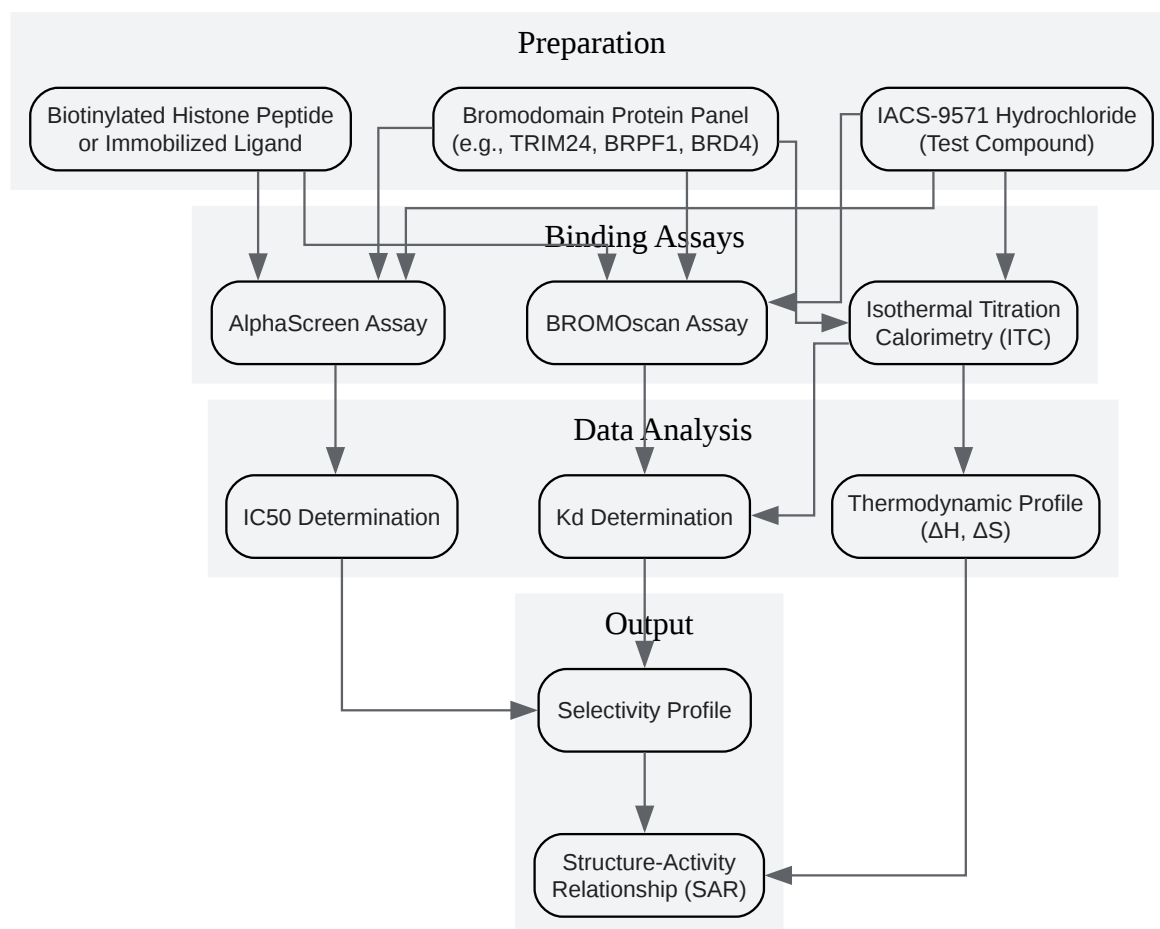 Preparation
Biotinylated Histone Peptide
or Immobilized Ligand
Bromodomain Protein Panel
(e.g., TRIM24, BRPF1, BRD4)
IACS-9571 Hydrochloride
(Test Compound)
Binding Assays
AlphaScreen Assay
BROMOscan Assay
Isothermal Titration
Calorimetry (ITC)
Data Analysis
IC50 Determination
Kd Determination
Thermodynamic Profile
(ΔH, ΔS)
Output
Selectivity Profile
Structure-Activity
Relationship (SAR)